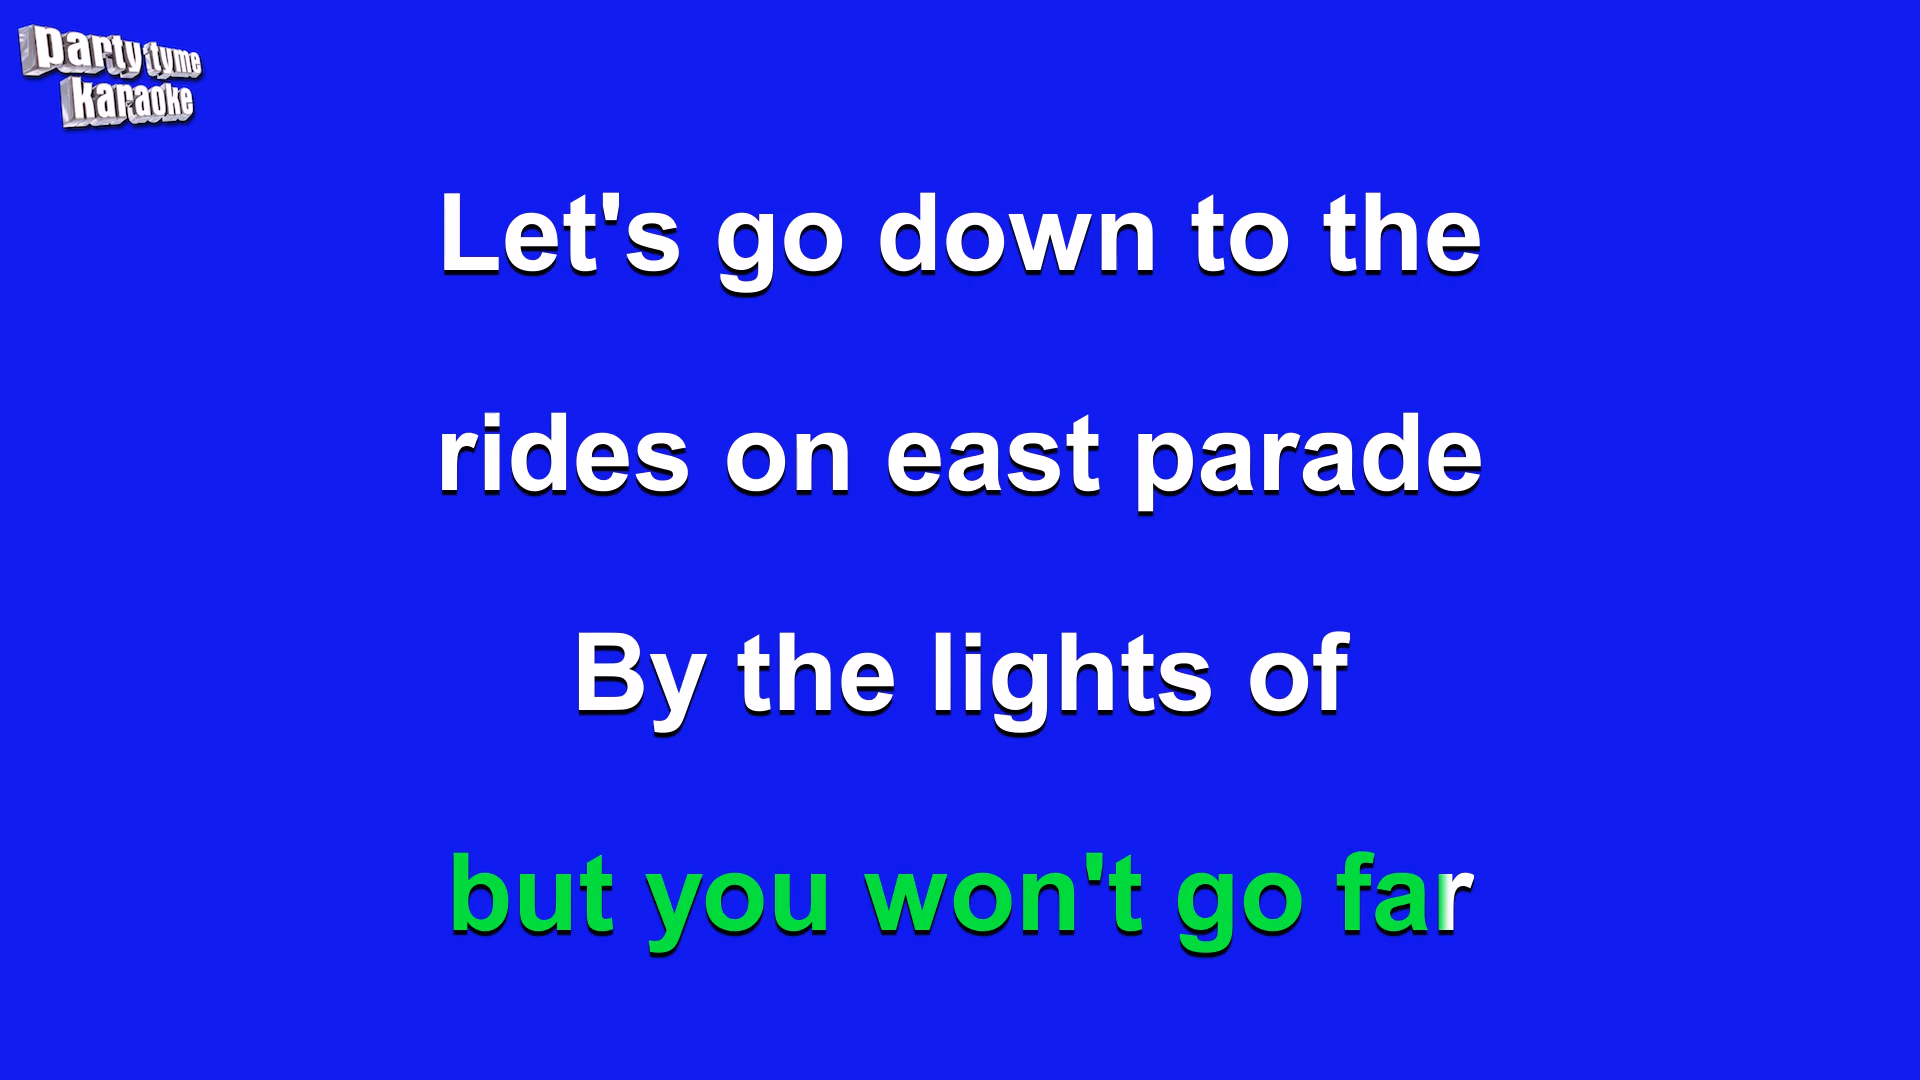 party tyme
karaoke
Let's go down to the
rides on east parade
By the lights of
but you won't go far